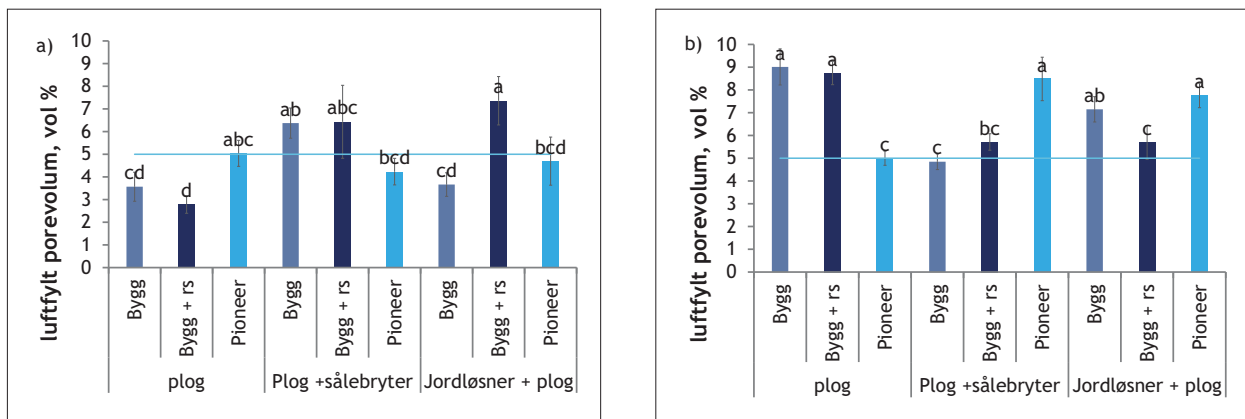 a)
luftfylt porevolum, vol %
10
9
8
7
6
5
4
3
2
1
0
cd
d
abc
ab
abc
bcd
cd
a
bcd
Bygg
Bygg + rs
Pioneer
Bygg
Bygg + rs
Pioneer
Bygg
Bygg + rs
Pioneer
plog
Plog +sålebryter
Jordløsner + plog
b)
luftfylt porevolum, vol %
10
9
8
7
6
5
4
3
2
1
0
a
a
c
c
bc
a
ab
c
a
Bygg
Bygg + rs
Pioneer
Bygg
Bygg + rs
Pioneer
Bygg
Bygg + rs
Pioneer
plog
Plog +sålebryter
Jordløsner + plog